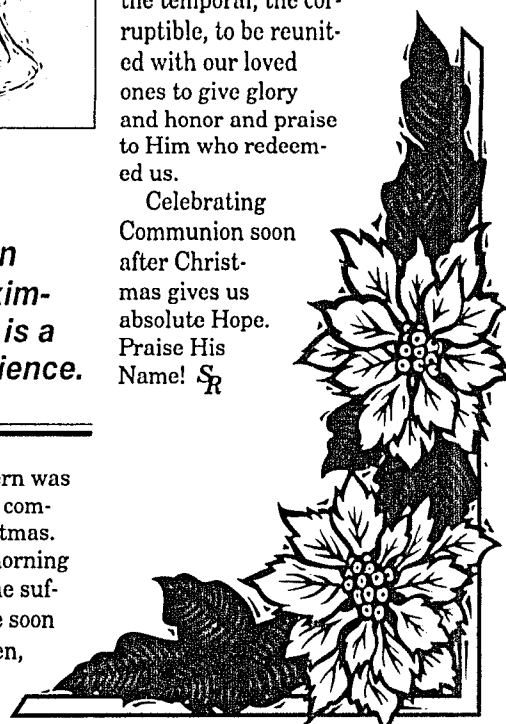 n
xim-
is a
ience.
ern was
com-
tmas.
orning
e suf-
soon
en,
the temporal, the cor-
ruptible, to be reunit-
ed with our loved
ones to give glory
and honor and praise
to Him who redeem-
ed us.
Celebrating
Communion soon
after Christ-
mas gives us
absolute Hope.
Praise His
Name! SR